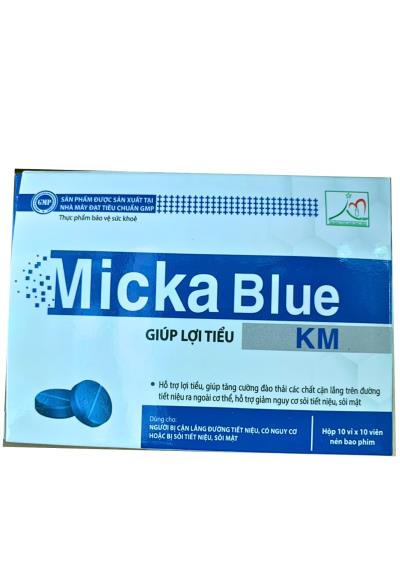 GMP
SẢN PHẨM ĐƯỢC SẢN XUẤT TẠI
NHÀ MÁY ĐẠT TIÊU CHUẨN GMP
Thực phẩm bảo vệ sức khoẻ
Micka Blue
GIÚP LỢI TIỂU
KM
• Hỗ trợ lợi tiểu, giúp tăng cường đào thải các chất cặn lắng trên đường
tiết niệu ra ngoài cơ thể, hỗ trợ giảm nguy cơ sỏi tiết niệu, sỏi mật
Dùng cho:
NGƯỜI BỊ CẶN LẮNG ĐƯỜNG TIẾT NIỆU, CÓ NGUY CƠ
HOẶC BỊ SỎI TIẾT NIỆU, SỎI MẬT
Hộp 10 vỉ x 10 viên
nén bao phim